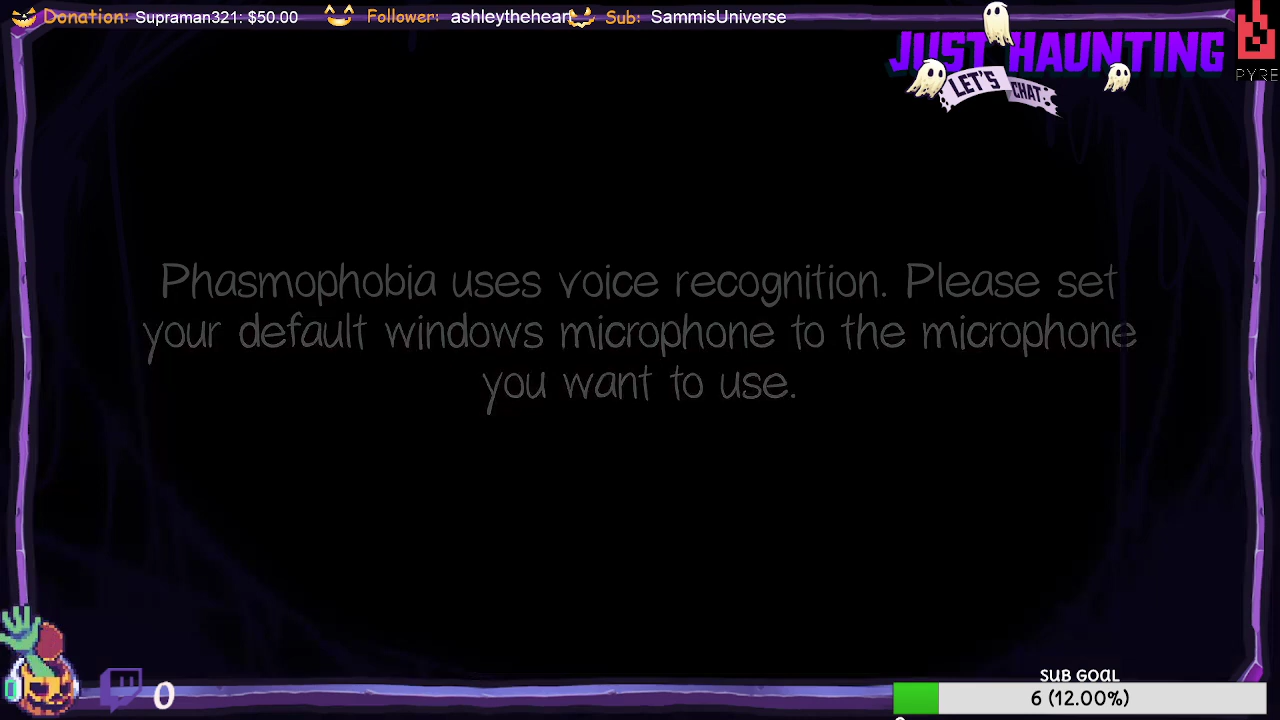 Donation: Supraman321: $50.00 Follower: ashleytheheart Sub: SammisUniverse
JUST HAUNTING
LET'S CHAT
PYRE
Phasmophobia uses voice recognition. Please set
your default windows microphone to the microphone
you want to use.
SUB GOAL
0
6 (12.00%)